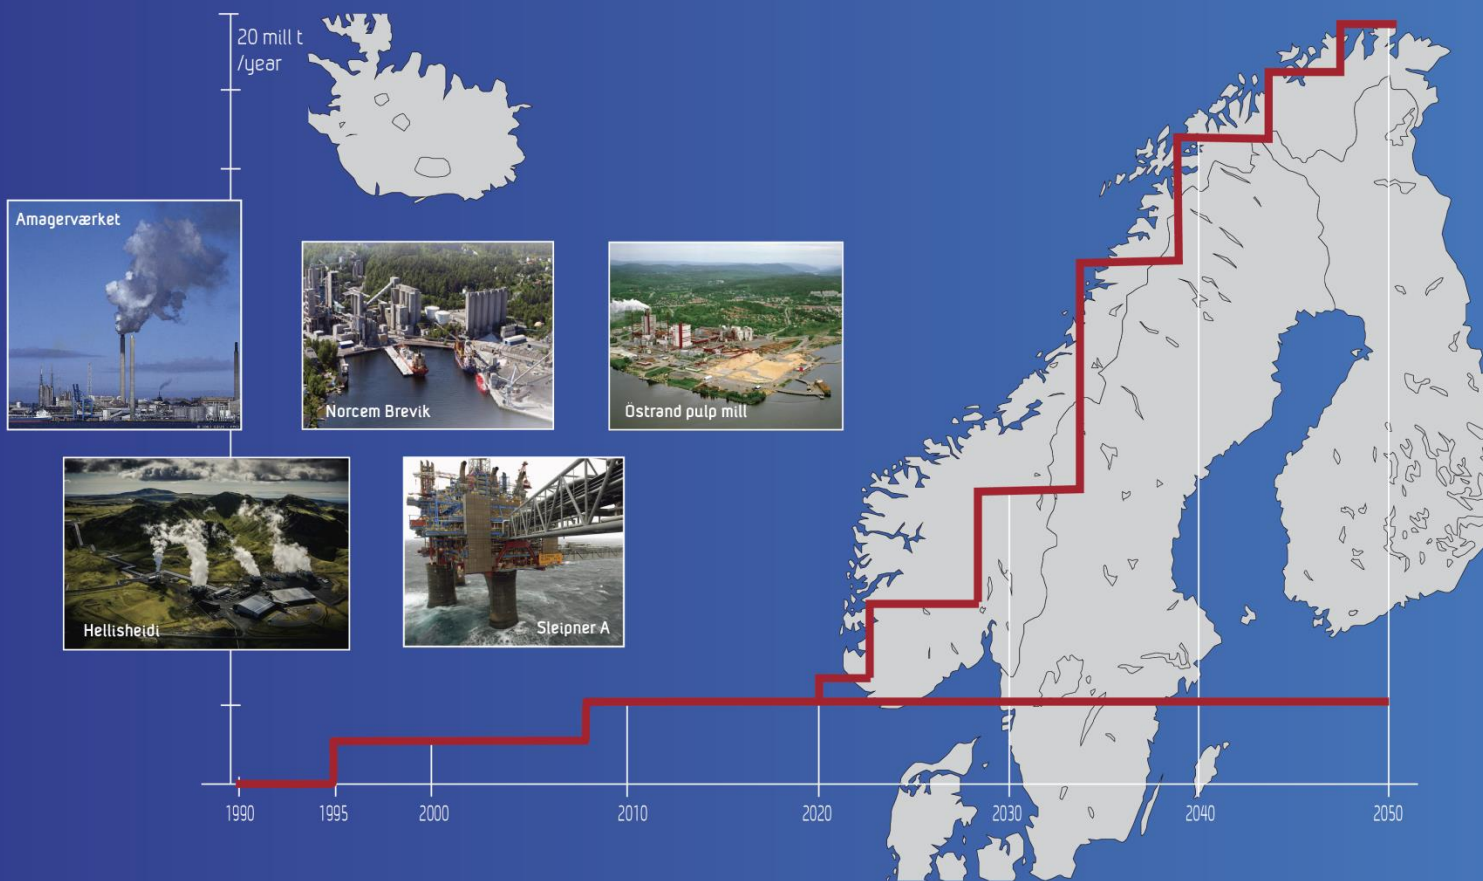 20 mill t
/year
Amagerværket
Norcem Brevik
Östrand pulp mill
Hellisheidi
Sleipner A
1990
1995
2000
2010
2020
2030
2040
2050